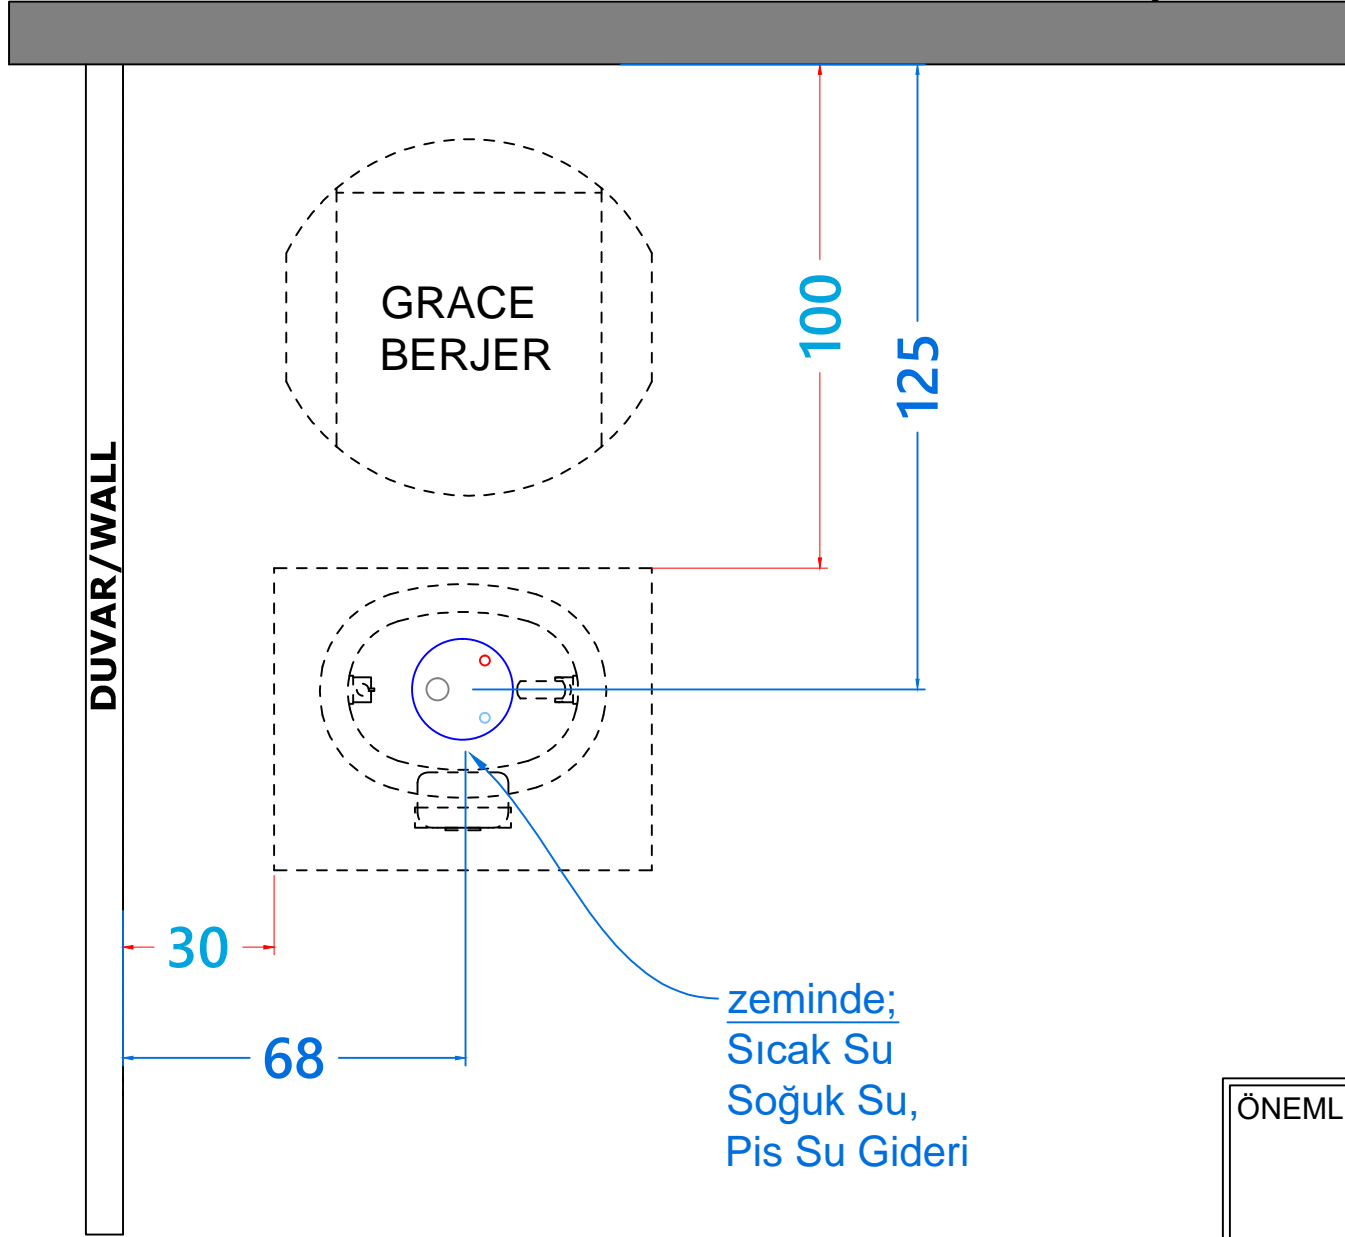 GRACE
BERJER
100
125
DUVAR/WALL
30
68
zeminde;
Sıcak Su
Soğuk Su,
Pis Su Gideri
ÖNEML